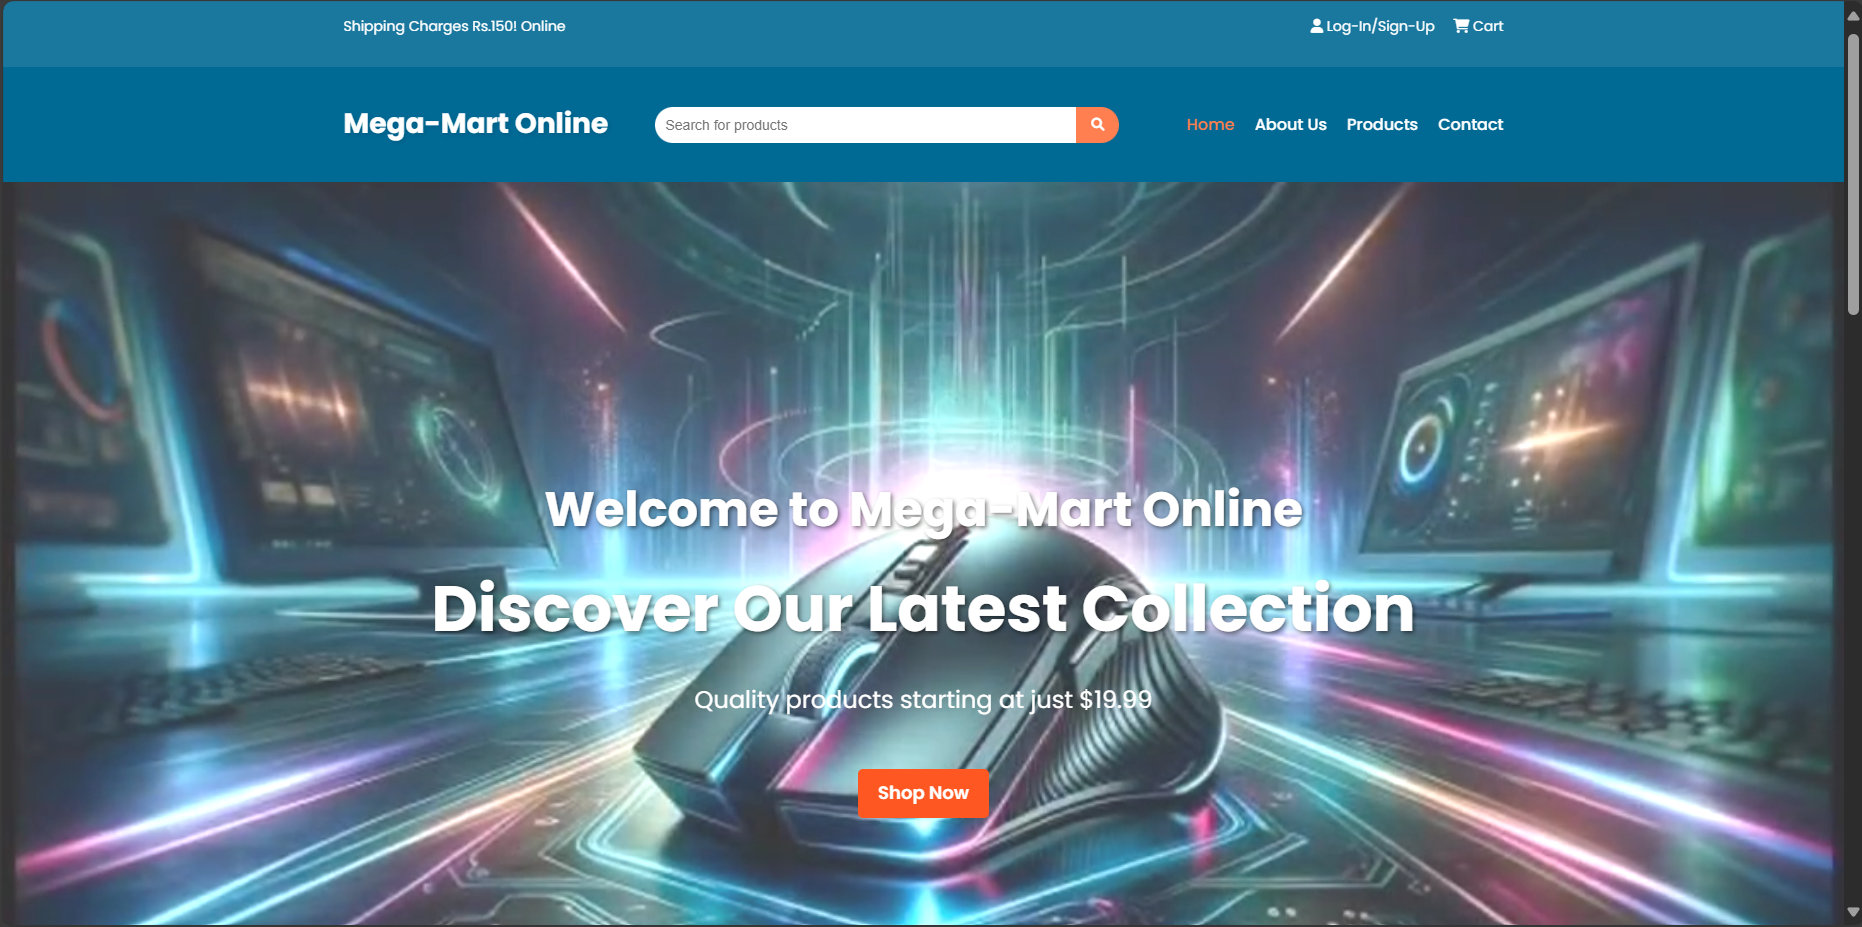 Shipping Charges Rs.150! Online
Log-In/Sign-Up Cart
Mega-Mart Online
Search for products
Home About Us Products Contact
Welcome to Mega-Mart Online
Discover Our Latest Collection
Quality products starting at just $19.99
Shop Now